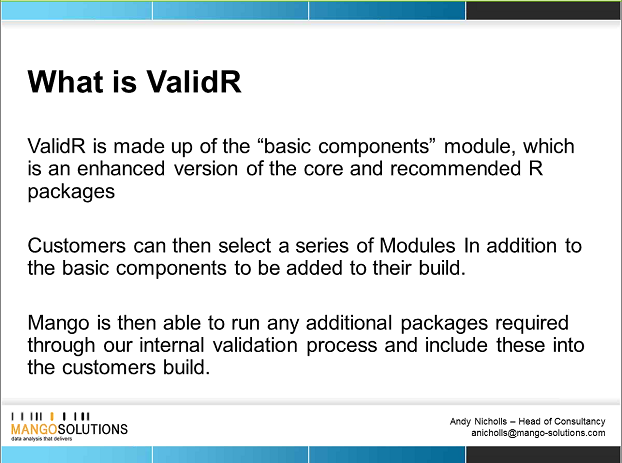 What is ValidR
ValidR is made up of the “basic components” module, which
is an enhanced version of the core and recommended R
packages
Customers can then select a series of Modules In addition to
the basic components to be added to their build.
Mango is then able to run any additional packages required
through our internal validation process and include these into
the customers build.
MANGOSOLUTIONS
data analysis that delivers
Andy Nicholls – Head of Consultancy
anicholls@mango-solutions.com